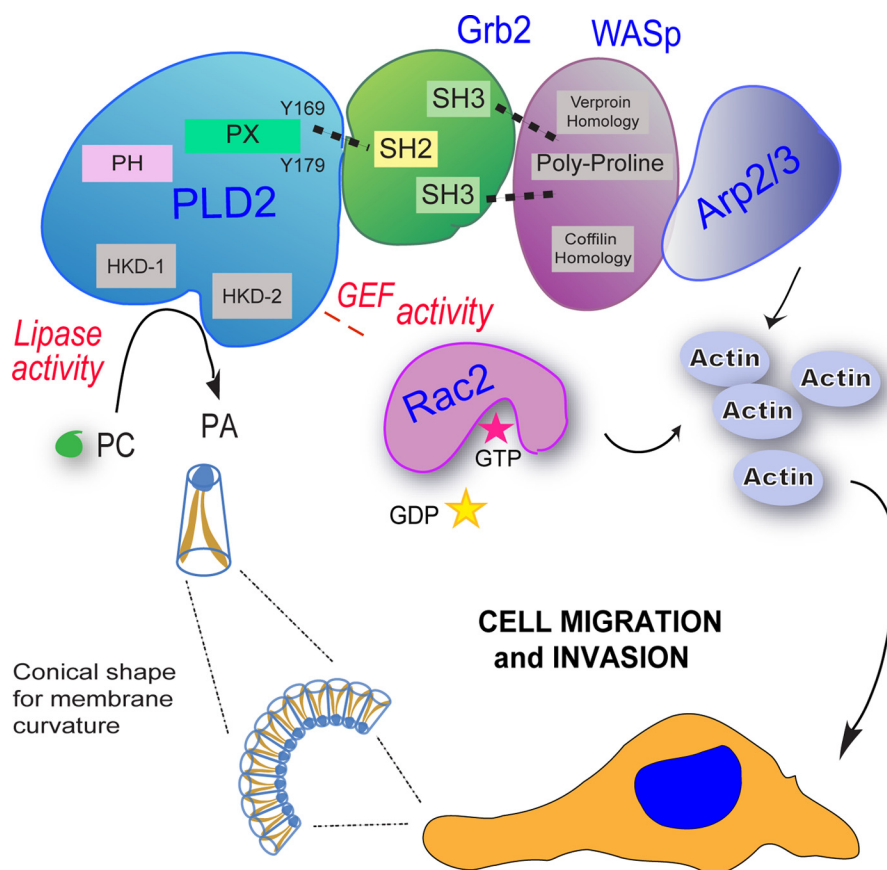 Grb2
WASp
Y169
PX
Y179
PH
PLD2
HKD-1
HKD-2
SH3
SH2
SH3
Verproin
Homology
Poly-Proline
Coffilin
Homology
Arp2/3
Lipase
activity
GEF activity
PC
PA
Rac2
GTP
GDP
Actin
Actin
Actin
Actin
Conical shape
for membrane
curvature
CELL MIGRATION
and INVASION